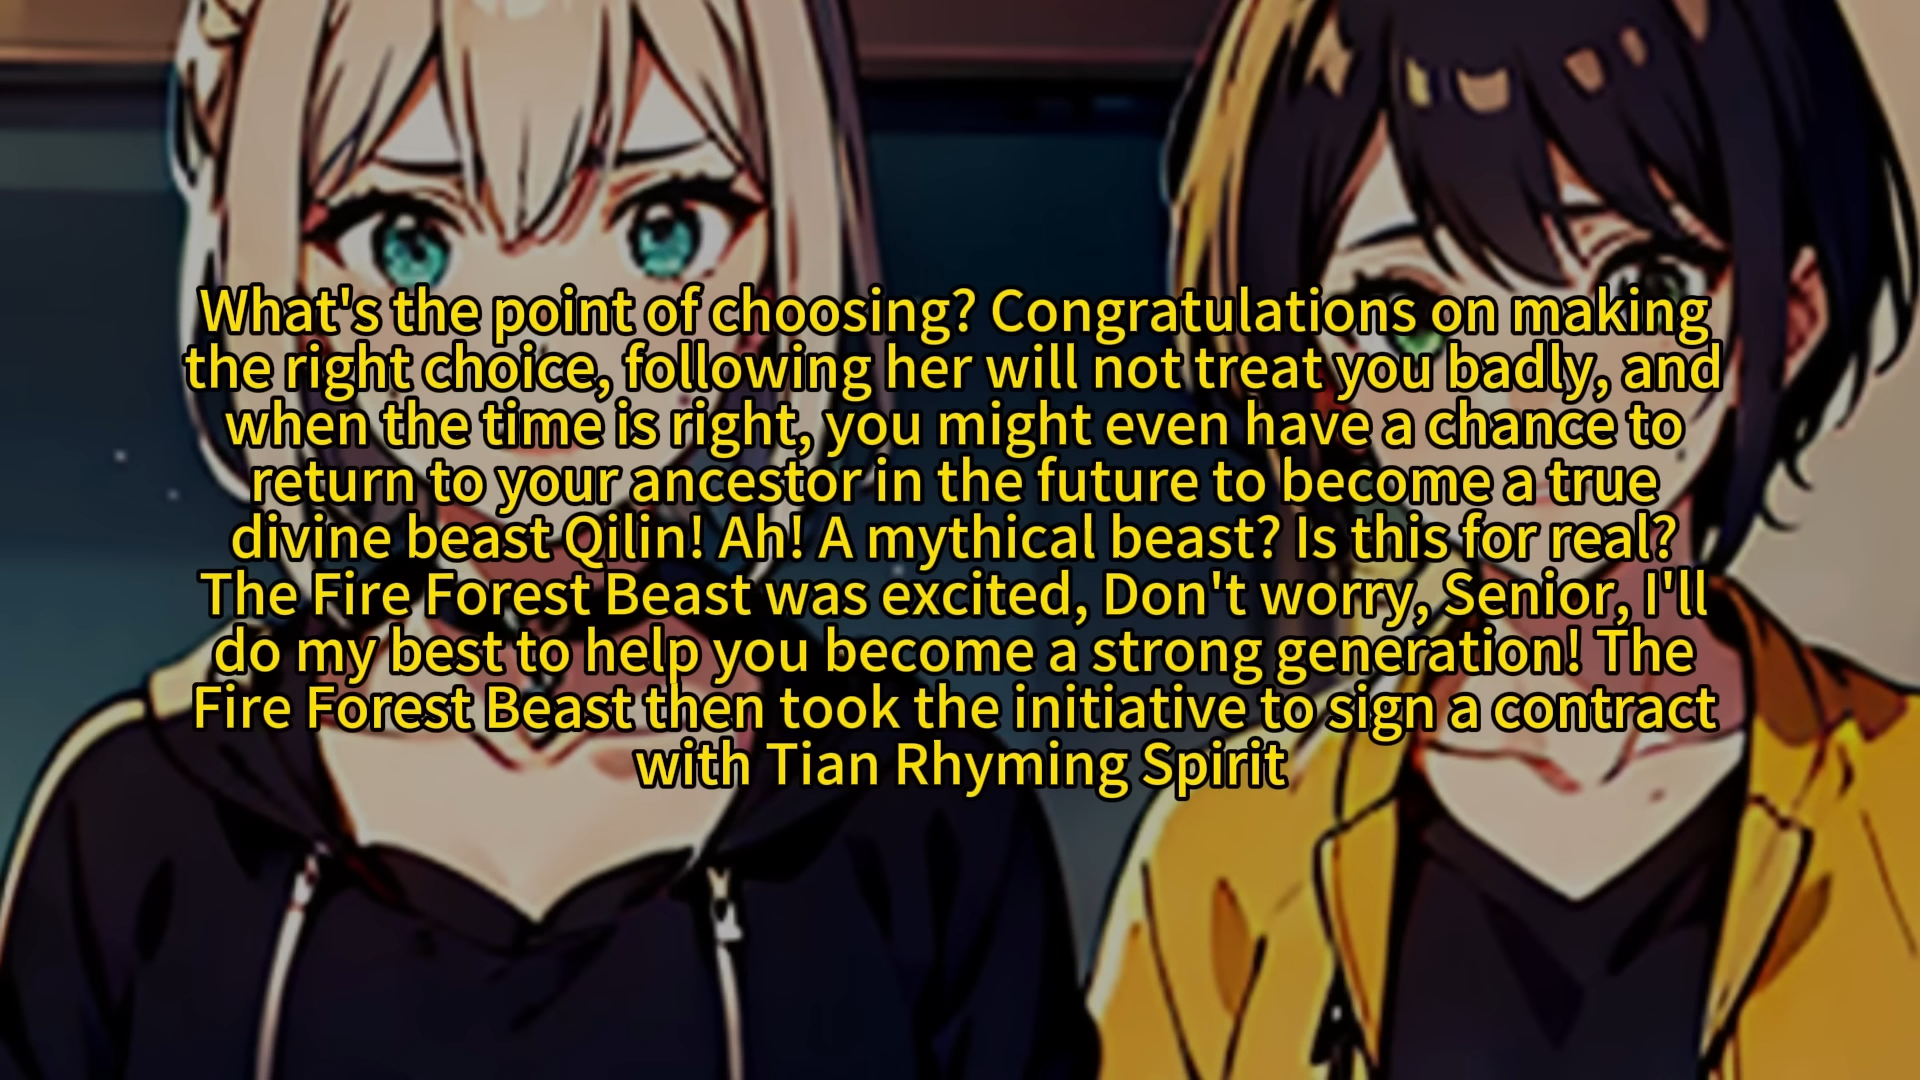 What's the point of choosing? Congratulations on making
the right choice, following her will not treat you badly, and
when the time is right, you might even have a chance to
return to your ancestor in the future to become a true
divine beast Qilin! Ah! A mythical beast? Is this for real?
The Fire Forest Beast was excited, Don't worry, Senior, I'll
do my best to help you become a strong generation! The
Fire Forest Beast then took the initiative to sign a contract
with Tian Rhyming Spirit